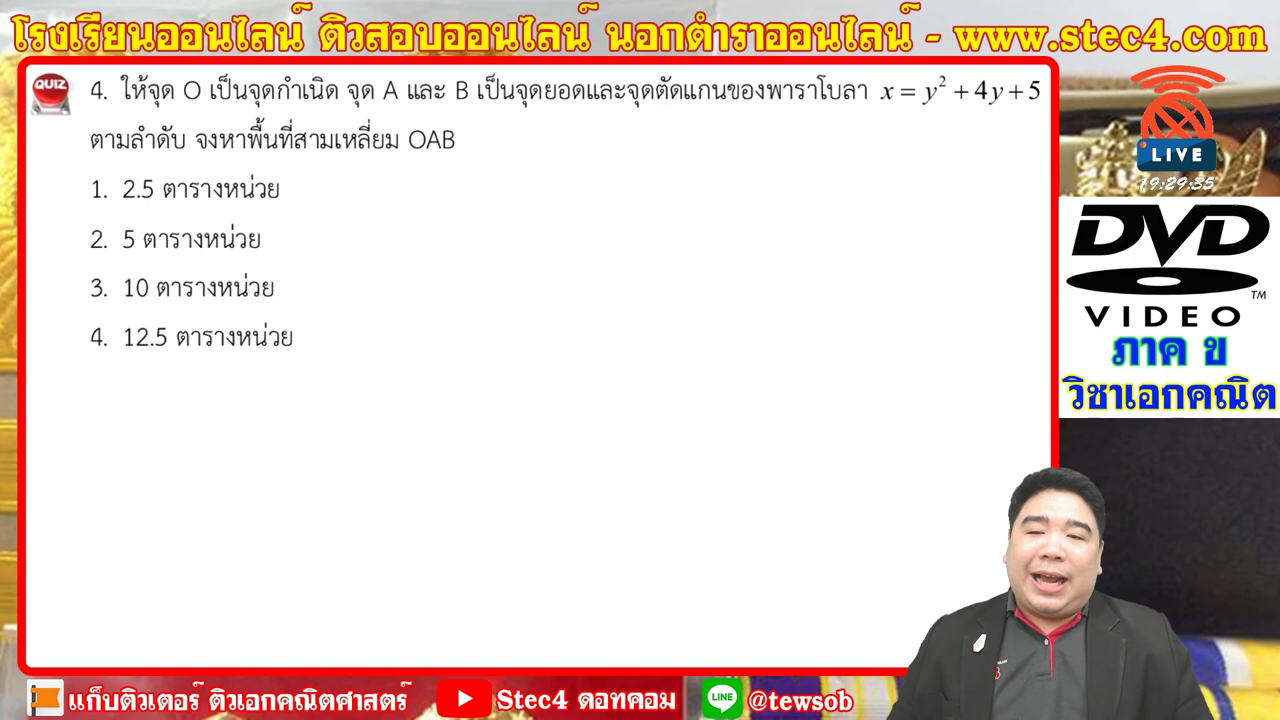 โรงเรียนออนไลน์ ติวสอบออนไลน์ นอกตำราออนไลน์ - www.stec4.com
QUIZ
4. ให้จุด O เป็นจุดกำเนิด จุด A และ B เป็นจุดยอดและจุดตัดแกนของพาราโบลา x = y² + 4y + 5
ตามลำดับ จงหาพื้นที่สามเหลี่ยม OAB
1. 2.5 ตารางหน่วย
2. 5 ตารางหน่วย
3. 10 ตารางหน่วย
4. 12.5 ตารางหน่วย
LIVE
19:29:35
DVD
TM
VIDEO
ภาค ข
วิชาเอกคณิต
แก็บติวเตอร์ ติวเอกคณิตศาสตร์
Stec4 ดอทคอม
LINE
@tewsob